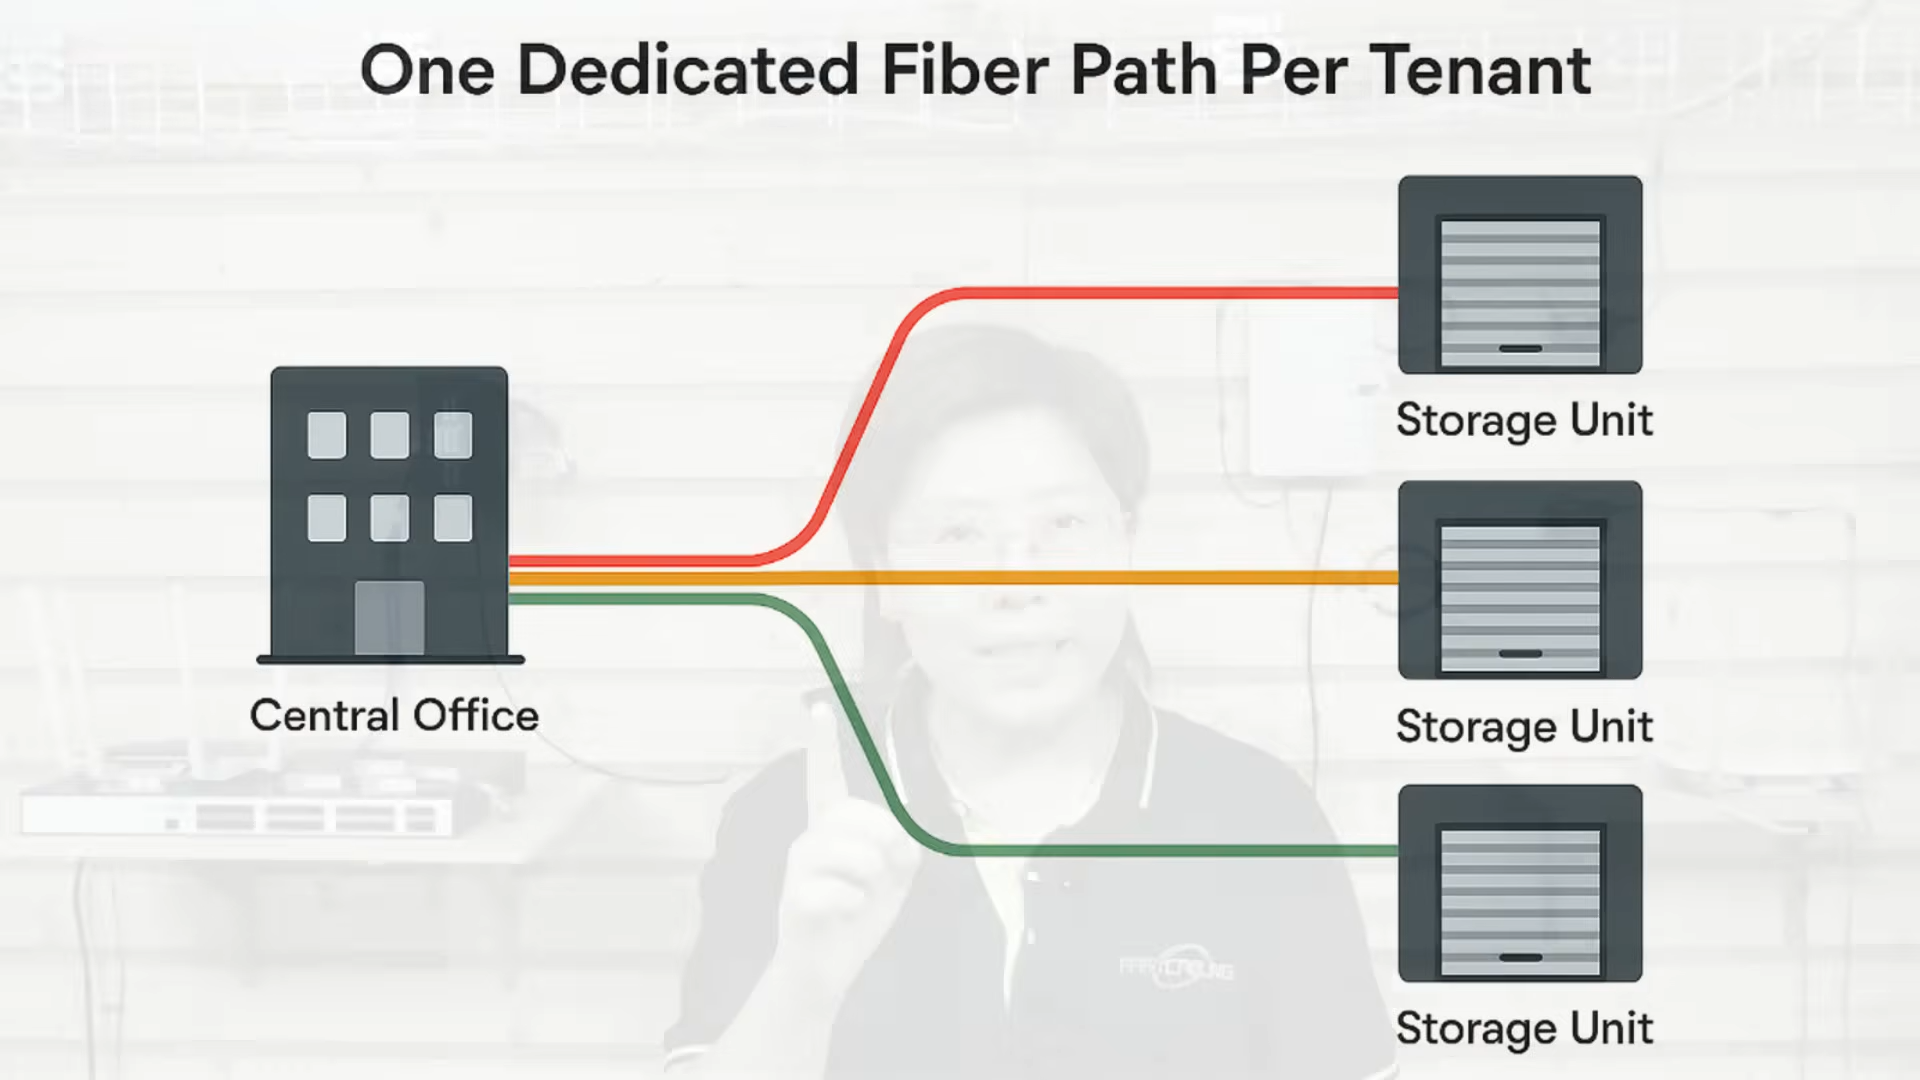 One Dedicated Fiber Path Per Tenant
Storage Unit
Central Office
Storage Unit
Storage Unit